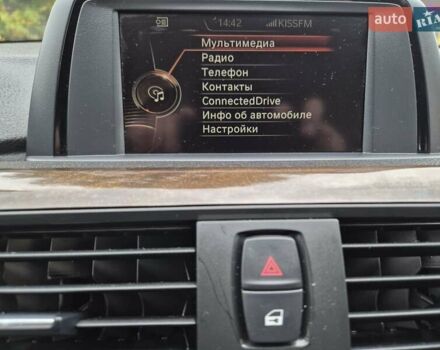 14:42 KISSFM
Мультимедиа
Радио
Телефон
Контакты
ConnectedDrive
Инфо об автомобиле
Настройки
auto RIA